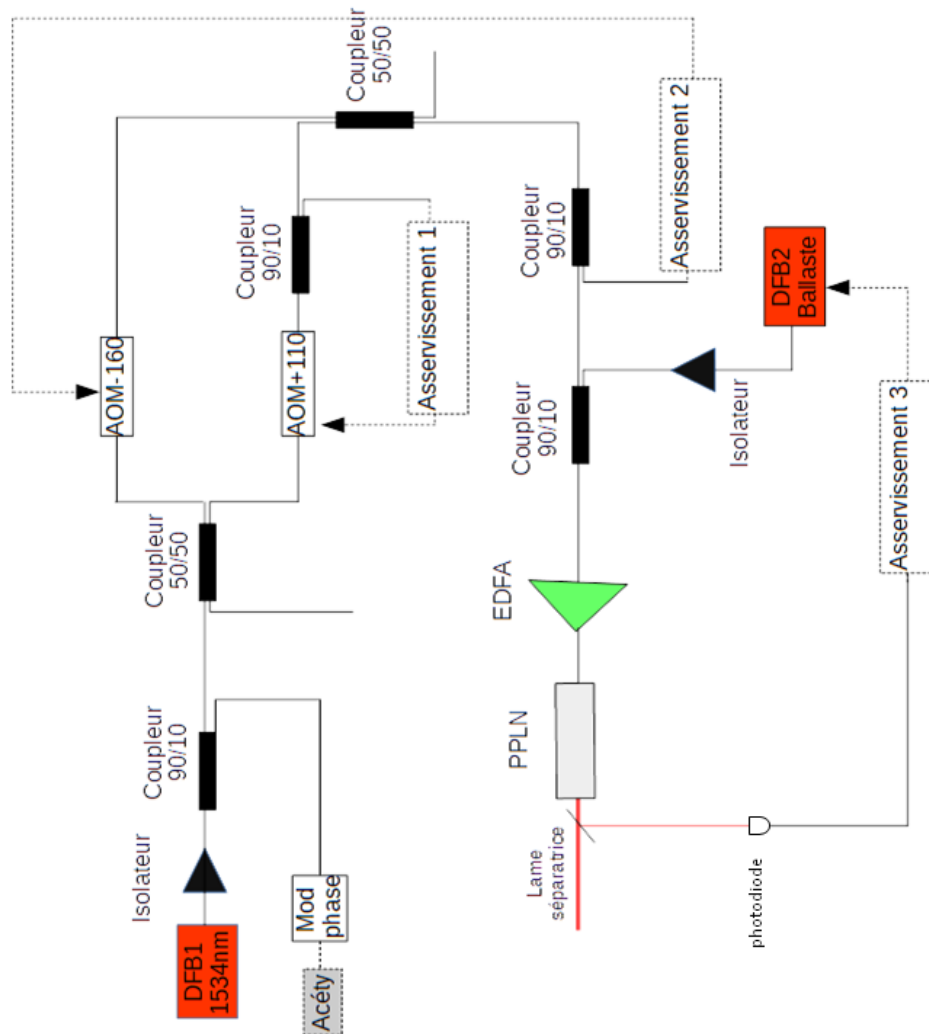 DFB1
1534nm
Isolateur
Coupleur
90/10
Mod
phase
Acéty
Coupleur
50/50
AOM-160
AOM+110
Coupleur
90/10
Asservissement 1
Coupleur
50/50
Coupleur
90/10
Asservissement 2
DFB2
Ballaste
Isolateur
Coupleur
90/10
Asservissement 3
EDFA
PPLN
Lame
séparatrice
photodiode